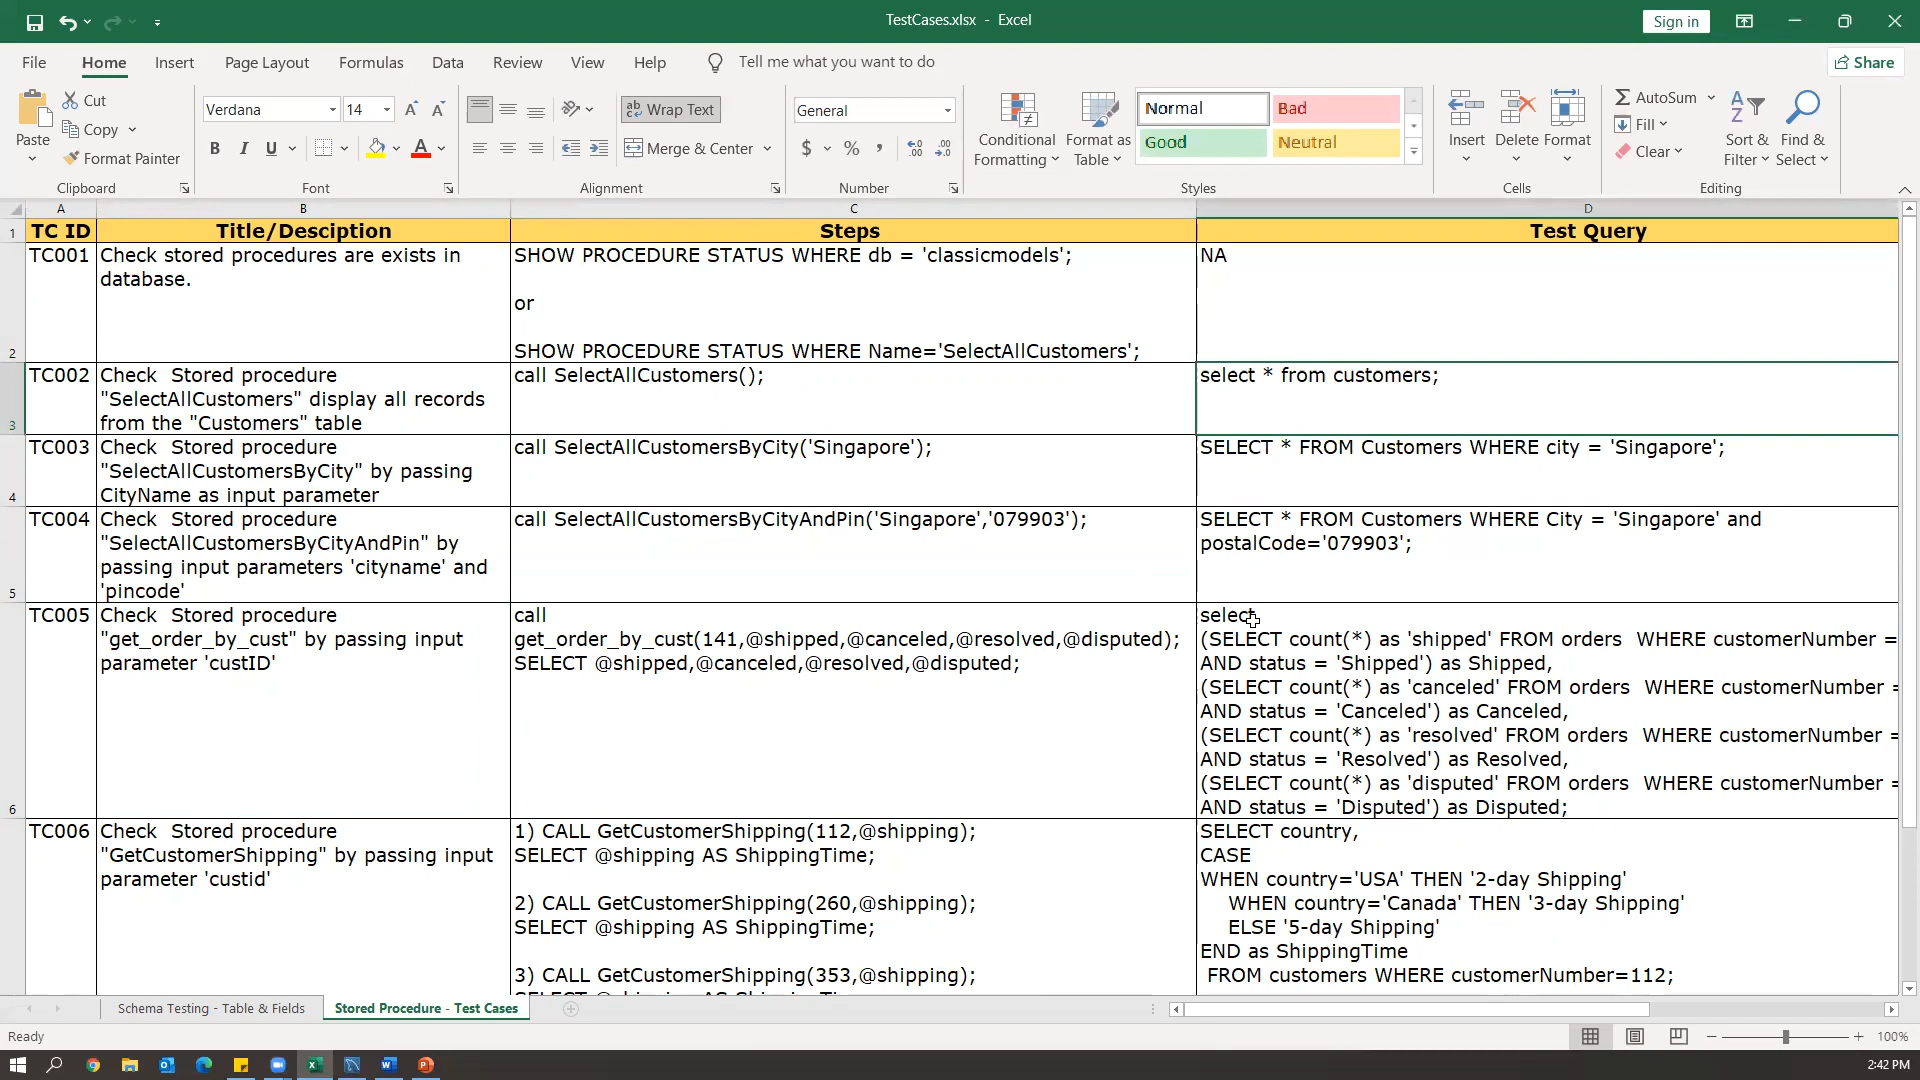 TestCases.xlsx - Excel
Sign in
File Home Insert Page Layout Formulas Data Review View Help Tell me what you want to do
Share
Paste
Cut
Copy
Format Painter
Clipboard
Verdana 14
B I U
Font
Wrap Text
Merge & Center
Alignment
General
$ % ,
Number
Conditional Formatting
Format as Table
Normal Bad
Good Neutral
Styles
Insert Delete Format
Cells
AutoSum
Fill
Clear
Sort & Filter
Find & Select
Editing
A B C D
1 TC ID Title/Desciption Steps Test Query
2
TC001
Check stored procedures are exists in
database.
SHOW PROCEDURE STATUS WHERE db = 'classicmodels';
or
SHOW PROCEDURE STATUS WHERE Name='SelectAllCustomers';
NA
3
TC002
Check Stored procedure
"SelectAllCustomers" display all records
from the "Customers" table
call SelectAllCustomers();
select * from customers;
4
TC003
Check Stored procedure
"SelectAllCustomersByCity" by passing
CityName as input parameter
call SelectAllCustomersByCity('Singapore');
SELECT * FROM Customers WHERE city = 'Singapore';
5
TC004
Check Stored procedure
"SelectAllCustomersByCityAndPin" by
passing input parameters 'cityname' and
'pincode'
call SelectAllCustomersByCityAndPin('Singapore','079903');
SELECT * FROM Customers WHERE City = 'Singapore' and
postalCode='079903';
6
TC005
Check Stored procedure
"get_order_by_cust" by passing input
parameter 'custID'
call
get_order_by_cust(141,@shipped,@canceled,@resolved,@disputed);
SELECT @shipped,@canceled,@resolved,@disputed;
select
(SELECT count(*) as 'shipped' FROM orders WHERE customerNumber =
AND status = 'Shipped') as Shipped,
(SELECT count(*) as 'canceled' FROM orders WHERE customerNumber =
AND status = 'Canceled') as Canceled,
(SELECT count(*) as 'resolved' FROM orders WHERE customerNumber =
AND status = 'Resolved') as Resolved,
(SELECT count(*) as 'disputed' FROM orders WHERE customerNumber =
AND status = 'Disputed') as Disputed;
TC006
Check Stored procedure
"GetCustomerShipping" by passing input
parameter 'custid'
1) CALL GetCustomerShipping(112,@shipping);
SELECT @shipping AS ShippingTime;
2) CALL GetCustomerShipping(260,@shipping);
SELECT @shipping AS ShippingTime;
3) CALL GetCustomerShipping(353,@shipping);
SELECT country,
CASE
WHEN country='USA' THEN '2-day Shipping'
WHEN country='Canada' THEN '3-day Shipping'
ELSE '5-day Shipping'
END as ShippingTime
FROM customers WHERE customerNumber=112;
Schema Testing - Table & Fields
Stored Procedure - Test Cases
Ready
100%
2:42 PM